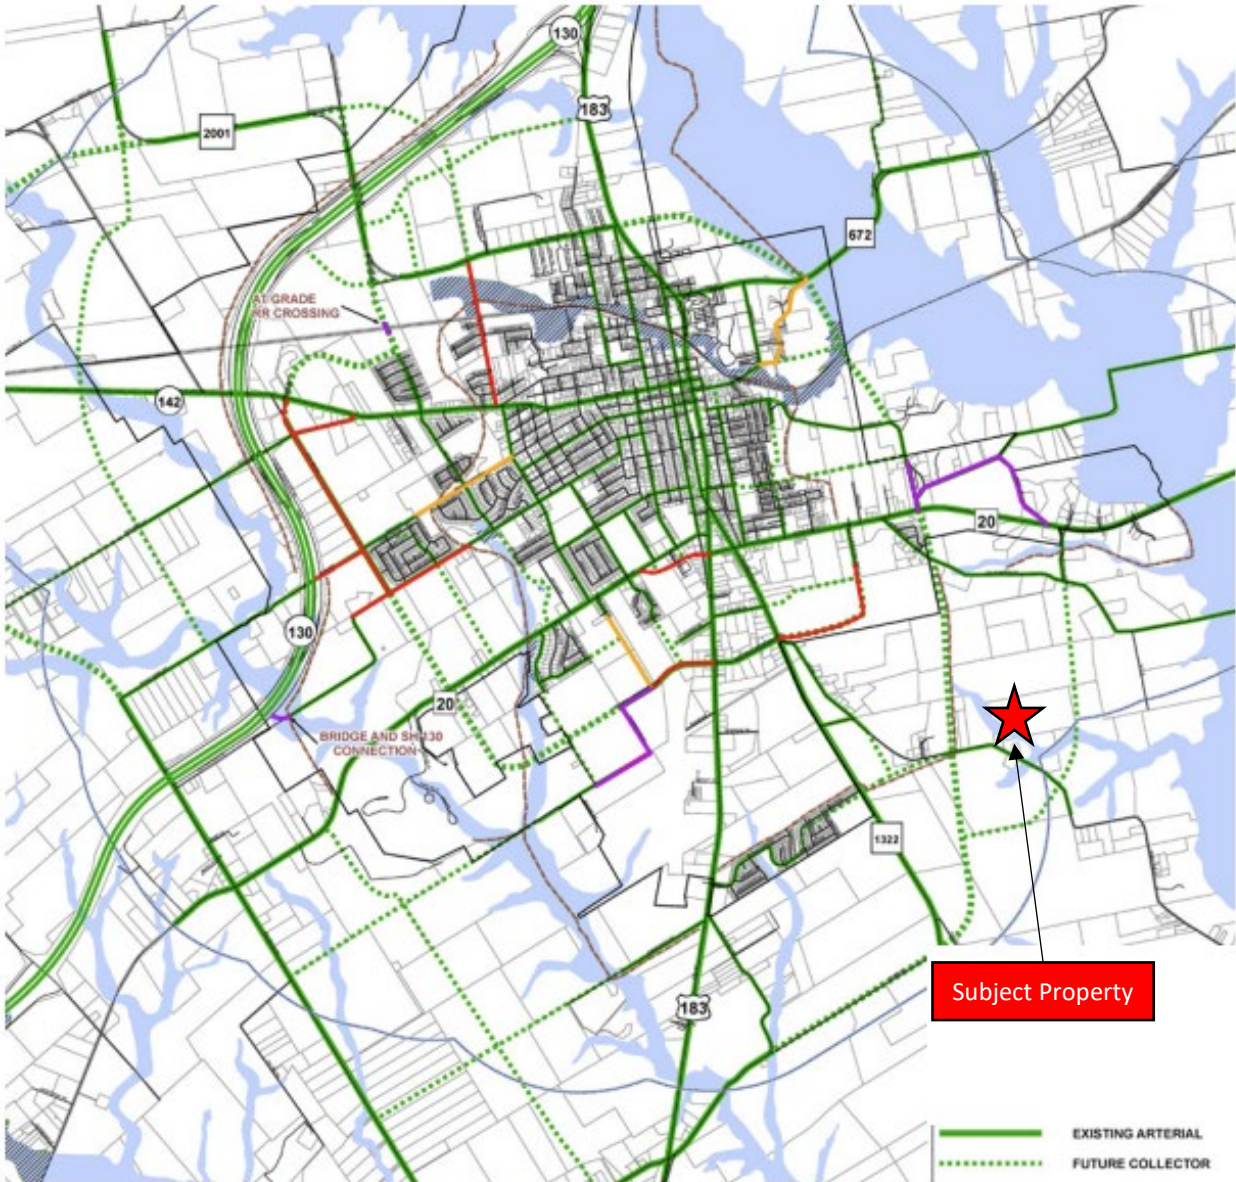 130
183
2001
672
AT GRADE
RR CROSSING
142
20
130
20
BRIDGE AND SH 130
CONNECTION
1322
Subject Property
183
EXISTING ARTERIAL
FUTURE COLLECTOR